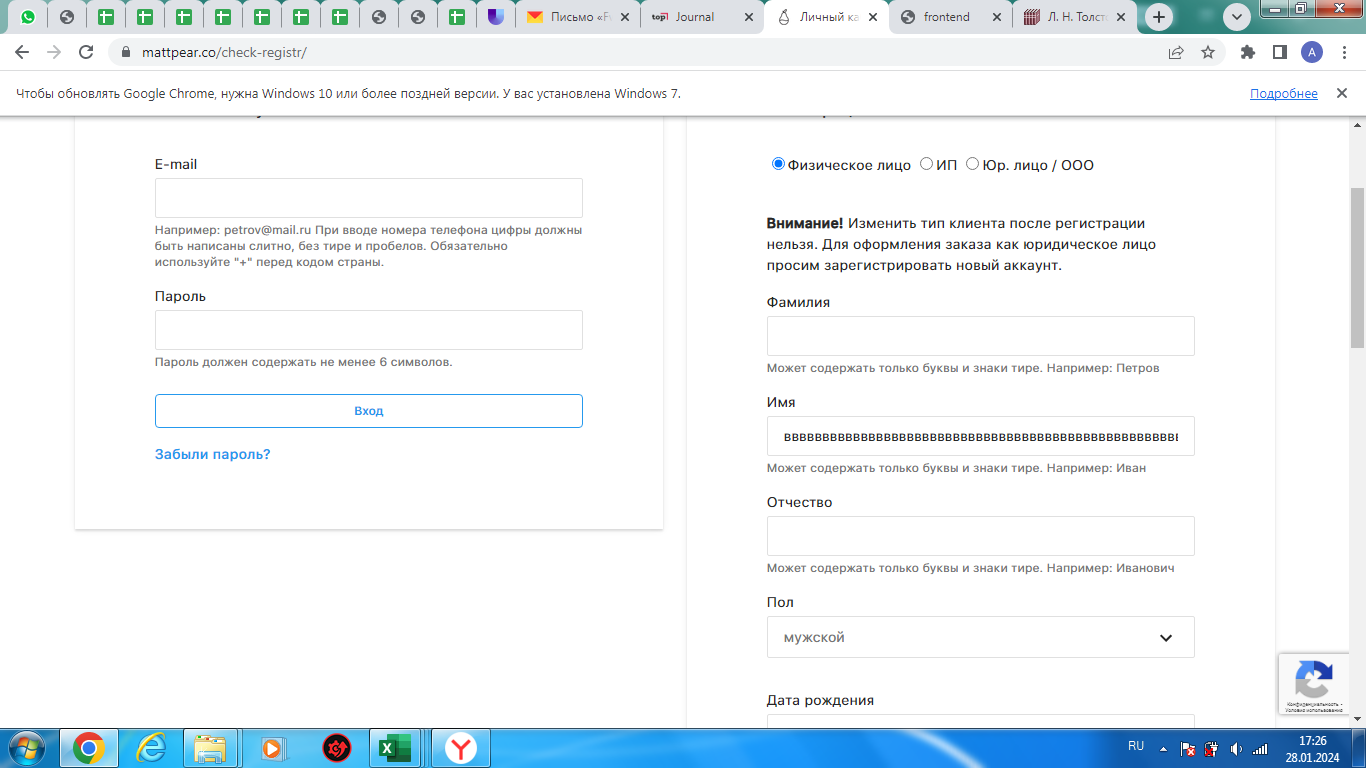 Письмо «F
top1 Journal
Личный ка
frontend
Л. Н. Толст
mattpear.co/check-registr/
A
Чтобы обновлять Google Chrome, нужна Windows 10 или более поздней версии. У вас установлена Windows 7.
Подробнее
E-mail
Например: petrov@mail.ru При вводе номера телефона цифры должны
быть написаны слитно, без тире и пробелов. Обязательно
используйте "+" перед кодом страны.
Пароль
Пароль должен содержать не менее 6 символов.
Вход
Забыли пароль?
Физическое лицо ИП Юр. лицо / ООО
Внимание! Изменить тип клиента после регистрации
нельзя. Для оформления заказа как юридическое лицо
просим зарегистрировать новый аккаунт.
Фамилия
Может содержать только буквы и знаки тире. Например: Петров
Имя
вввввввввввввввввввввввввввввввввввввввввввввввввввв
Может содержать только буквы и знаки тире. Например: Иван
Отчество
Может содержать только буквы и знаки тире. Например: Иванович
Пол
мужской
Дата рождения
Конфиденциальность -
Условия использования
RU
17:26
28.01.2024